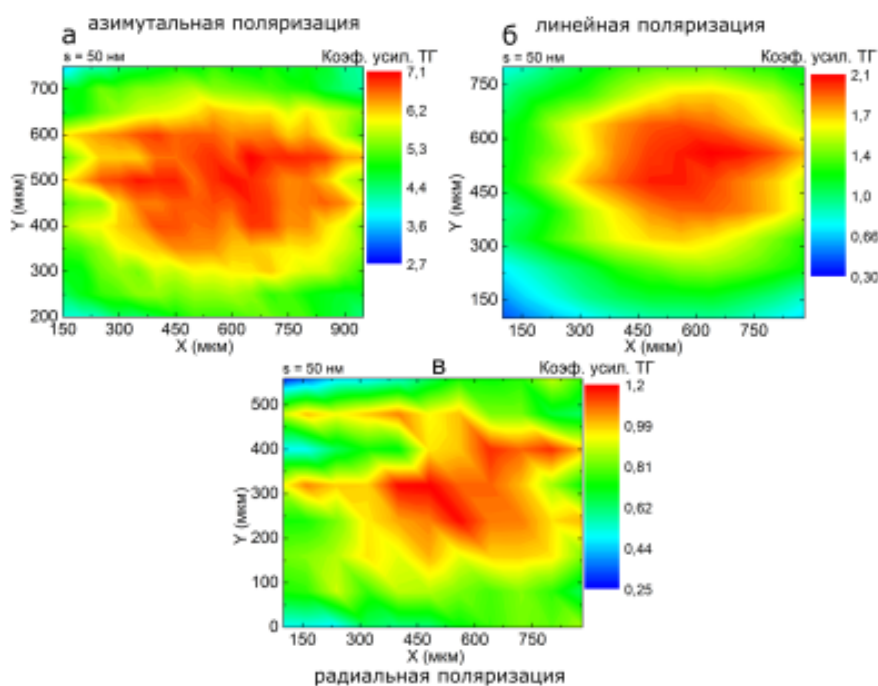 азимутальная поляризация
а
s = 50 нм
Коэф. усил. ТГ
7,1
6,2
5,3
4,4
3,6
2,7
Y (мкм)
700
600
500
400
300
200
150 300 450 600 750 900
X (мкм)
линейная поляризация
б
s = 50 нм
Коэф. усил. ТГ
2,1
1,7
1,4
1,0
0,66
0,30
Y (мкм)
750
600
450
300
150
150 300 450 600 750
X (мкм)
в
s = 50 нм
Коэф. усил. ТГ
1,2
0,99
0,81
0,62
0,44
0,25
Y (мкм)
500
400
300
200
100
0
150 300 450 600 750
X (мкм)
радиальная поляризация